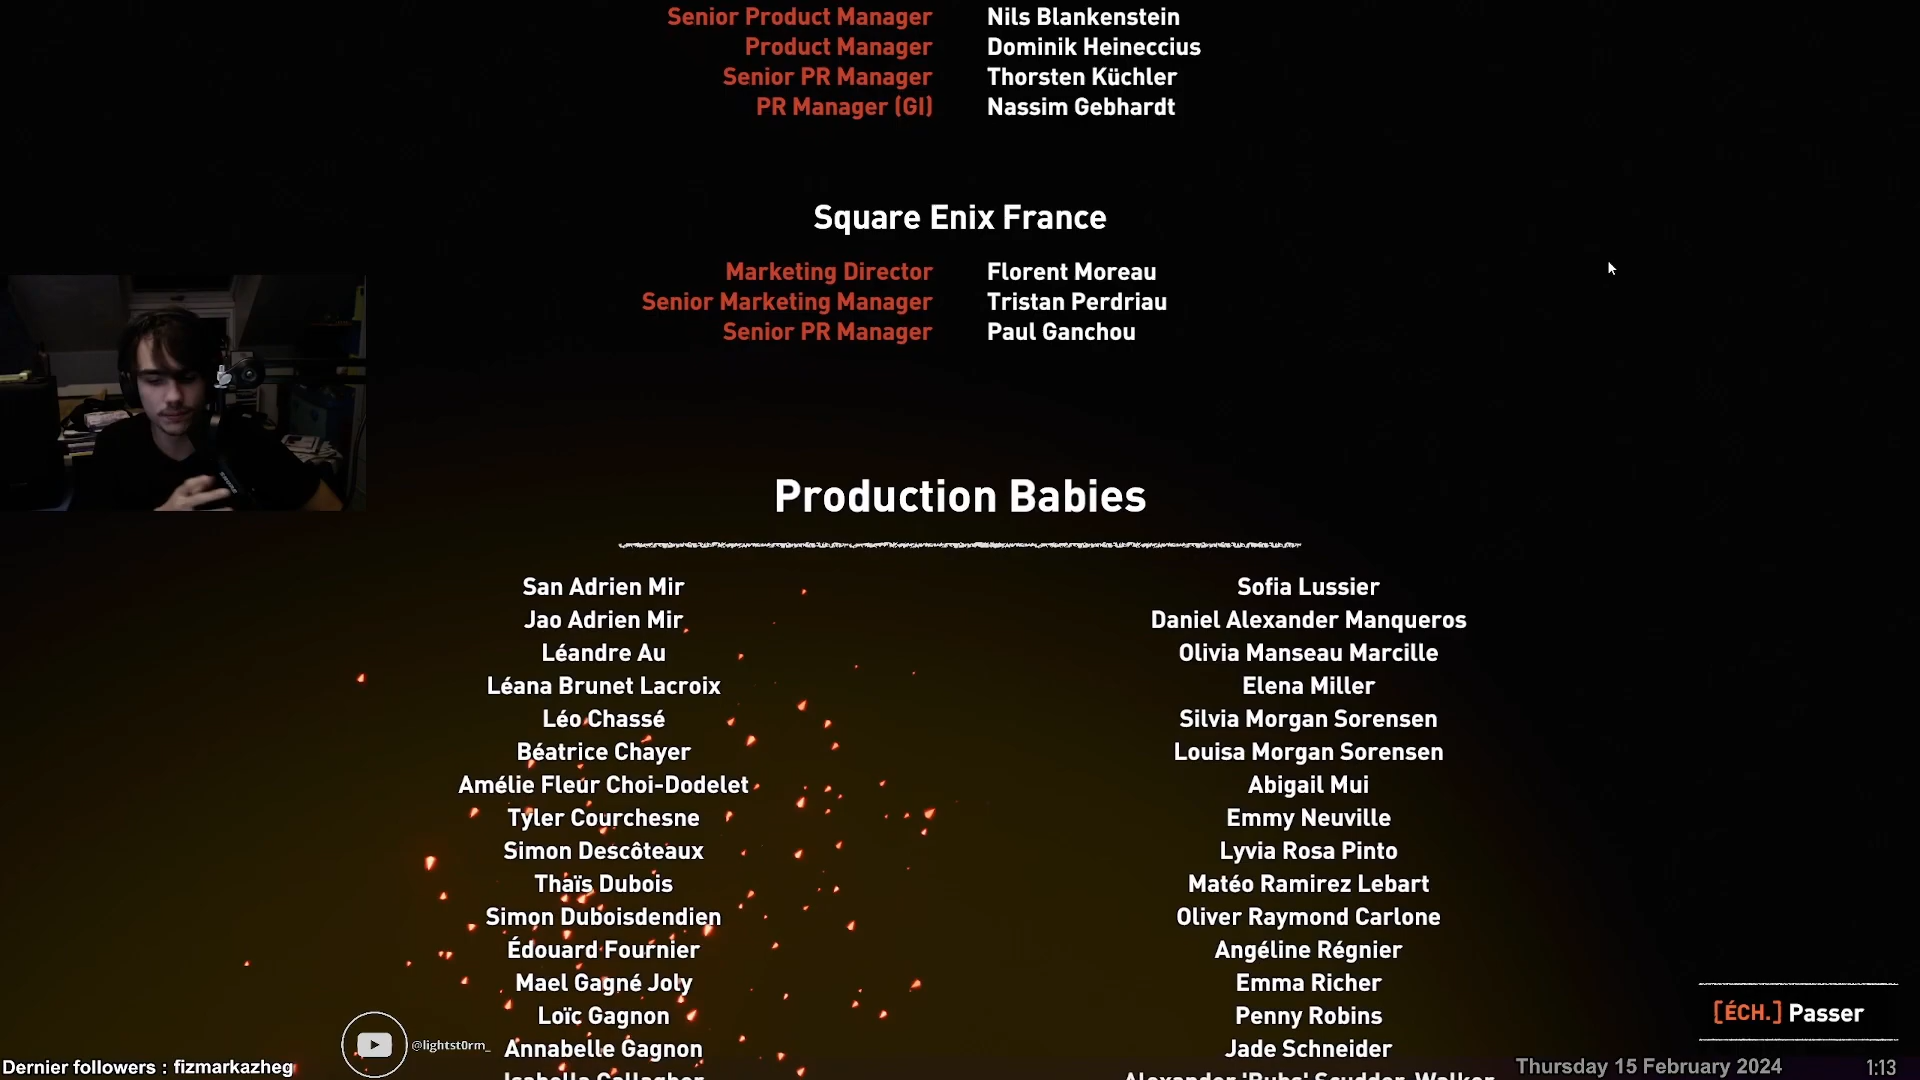 Senior Product Manager Nils Blankenstein
Product Manager Dominik Heineccius
Senior PR Manager Thorsten Küchler
PR Manager (GI) Nassim Gebhardt
Square Enix France
Marketing Director Florent Moreau
Senior Marketing Manager Tristan Perdriau
Senior PR Manager Paul Ganchou
Production Babies
San Adrien Mir Sofia Lussier
Jao Adrien Mir Daniel Alexander Manqueros
Léandre Au Olivia Manseau Marcille
Léana Brunet Lacroix Elena Miller
Léo Chassé Silvia Morgan Sorensen
Béatrice Chayer Louisa Morgan Sorensen
Amélie Fleur Choi-Dodelet Abigail Mui
Tyler Courchesne Emmy Neuville
Simon Descôteaux Lyvia Rosa Pinto
Thaïs Dubois Matéo Ramirez Lebart
Simon Duboisdendien Oliver Raymond Carlone
Édouard Fournier Angéline Régnier
Mael Gagné Joly Emma Richer
Loïc Gagnon Penny Robins
Annabelle Gagnon Jade Schneider
[ÉCH.] Passer
@lightst0rm_
Dernier followers : fizmarkazheg
Thursday 15 February 2024 1:13